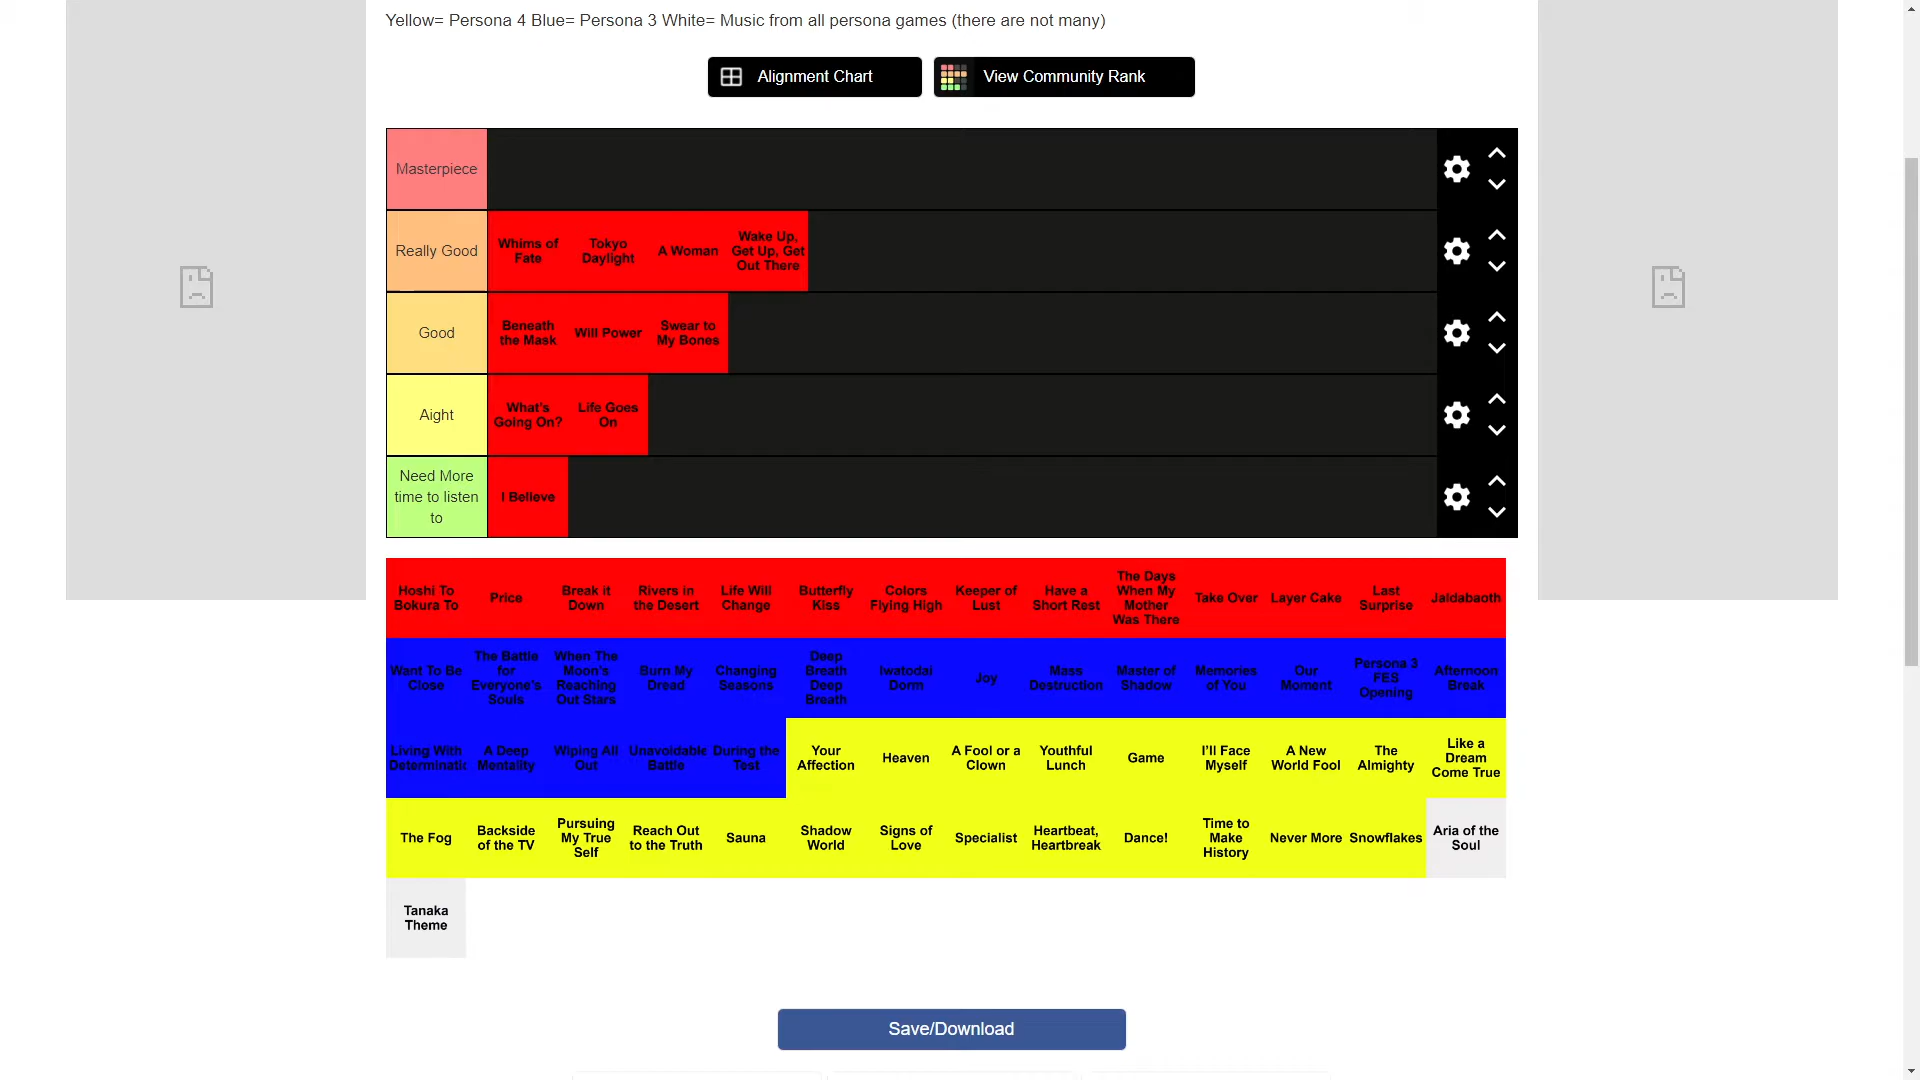 Yellow= Persona 4 Blue= Persona 3 White= Music from all persona games (there are not many)
Alignment Chart
View Community Rank
Masterpiece
Really Good
Whims of
Fate
Tokyo
Daylight
A Woman
Wake Up,
Get Up, Get
Out There
Good
Beneath
the Mask
Will Power
Swear to
My Bones
Aight
What's
Going On?
Life Goes
On
Need More
time to listen
to
I Believe
Hoshi To
Bokura To
Price
Break it
Down
Rivers in
the Desert
Life Will
Change
Butterfly
Kiss
Colors
Flying High
Keeper of
Lust
Have a
Short Rest
The Days
When My
Mother
Was There
Take Over
Layer Cake
Last
Surprise
Jaldabaoth
Want To Be
Close
The Battle
for
Everyone's
Souls
When The
Moon's
Reaching
Out Stars
Burn My
Dread
Changing
Seasons
Deep
Breath
Deep
Breath
Iwatodai
Dorm
Joy
Mass
Destruction
Master of
Shadow
Memories
of You
Our
Moment
Persona 3
FES
Opening
Afternoon
Break
Living With
Determinatic
A Deep
Mentality
Wiping All
Out
Unavoidable
Battle
During the
Test
Your
Affection
Heaven
A Fool or a
Clown
Youthful
Lunch
Game
I'll Face
Myself
A New
World Fool
The
Almighty
Like a
Dream
Come True
The Fog
Backside
of the TV
Pursuing
My True
Self
Reach Out
to the Truth
Sauna
Shadow
World
Signs of
Love
Specialist
Heartbeat,
Heartbreak
Dance!
Time to
Make
History
Never More
Snowflakes
Aria of the
Soul
Tanaka
Theme
Save/Download